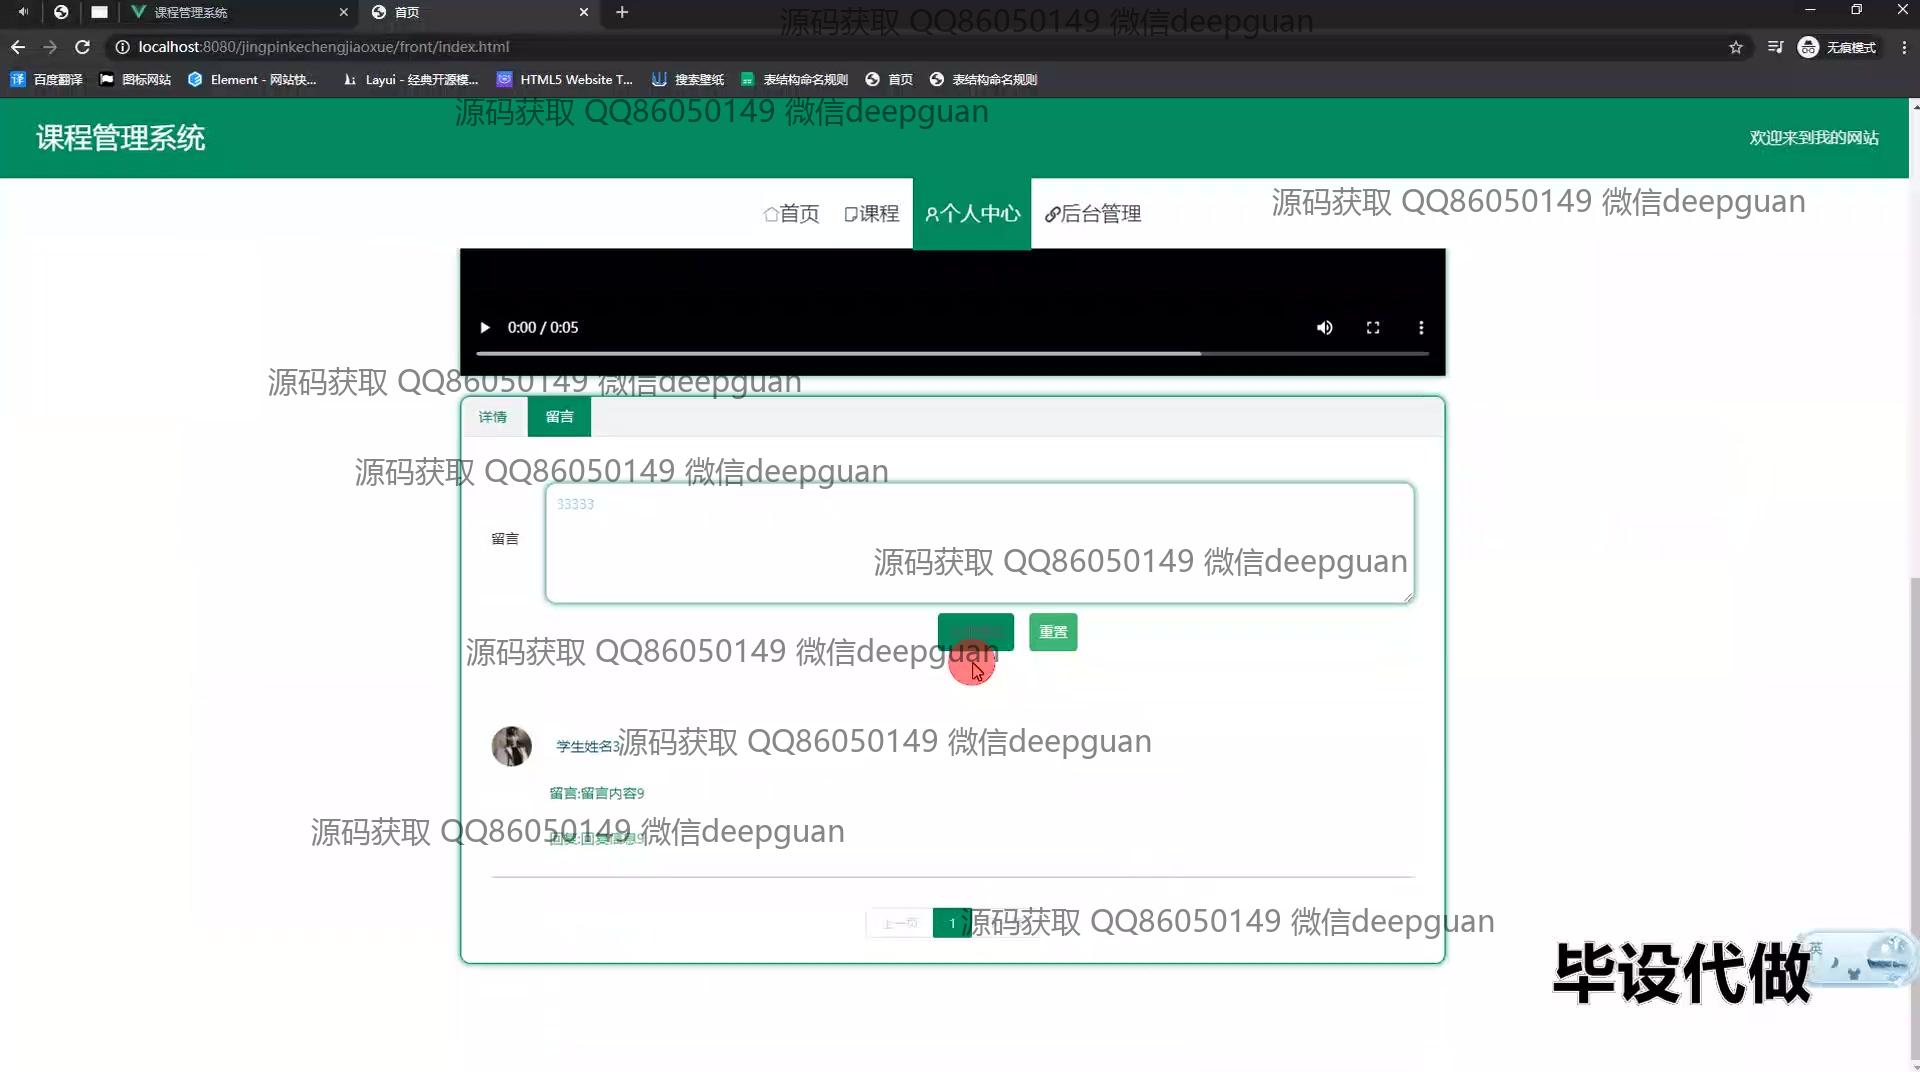 课程管理系统
首页
源码获取 QQ86050149 微信deepguan
localhost:8080/jingpinkechengjiaoxue/front/index.html
无痕模式
百度翻译
图标网站
Element - 网站快...
Layui - 经典开源模...
HTML5 Website T...
搜索壁纸
表结构命名规则
首页
表结构命名规则
源码获取 QQ86050149 微信deepguan
课程管理系统
欢迎来到我的网站
首页
课程
个人中心
后台管理
源码获取 QQ86050149 微信deepguan
0:00 / 0:05
源码获取 QQ86050149 微信deepguan
详情
留言
源码获取 QQ86050149 微信deepguan
33333
留言
源码获取 QQ86050149 微信deepguan
重置
源码获取 QQ86050149 微信deepguan
学生姓名3
源码获取 QQ86050149 微信deepguan
留言:留言内容9
源码获取 QQ86050149 微信deepguan
回复:回复信息9
上一页
1
源码获取 QQ86050149 微信deepguan
英
毕设代做